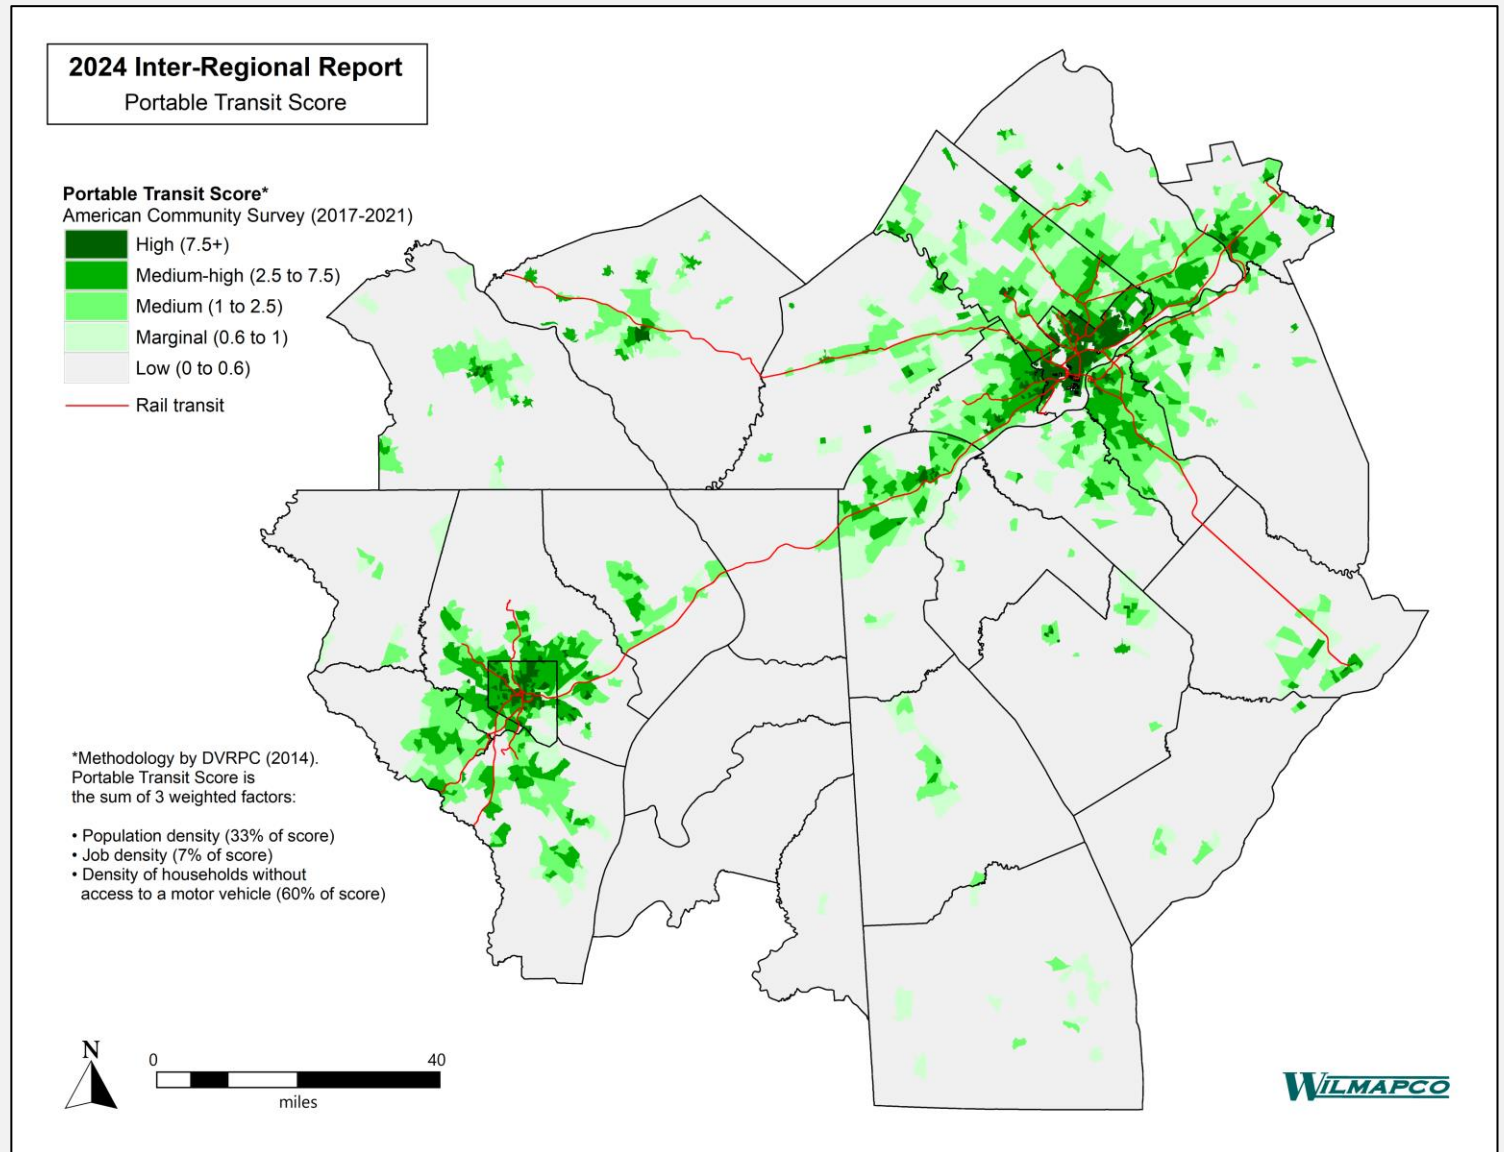 2024 Inter-Regional Report
Portable Transit Score
Portable Transit Score*
American Community Survey (2017-2021)
High (7.5+)
Medium-high (2.5 to 7.5)
Medium (1 to 2.5)
Marginal (0.6 to 1)
Low (0 to 0.6)
Rail transit
*Methodology by DVRPC (2014).
Portable Transit Score is
the sum of 3 weighted factors:
• Population density (33% of score)
• Job density (7% of score)
• Density of households without
access to a motor vehicle (60% of score)
N
0 40
miles
WILMAPCO